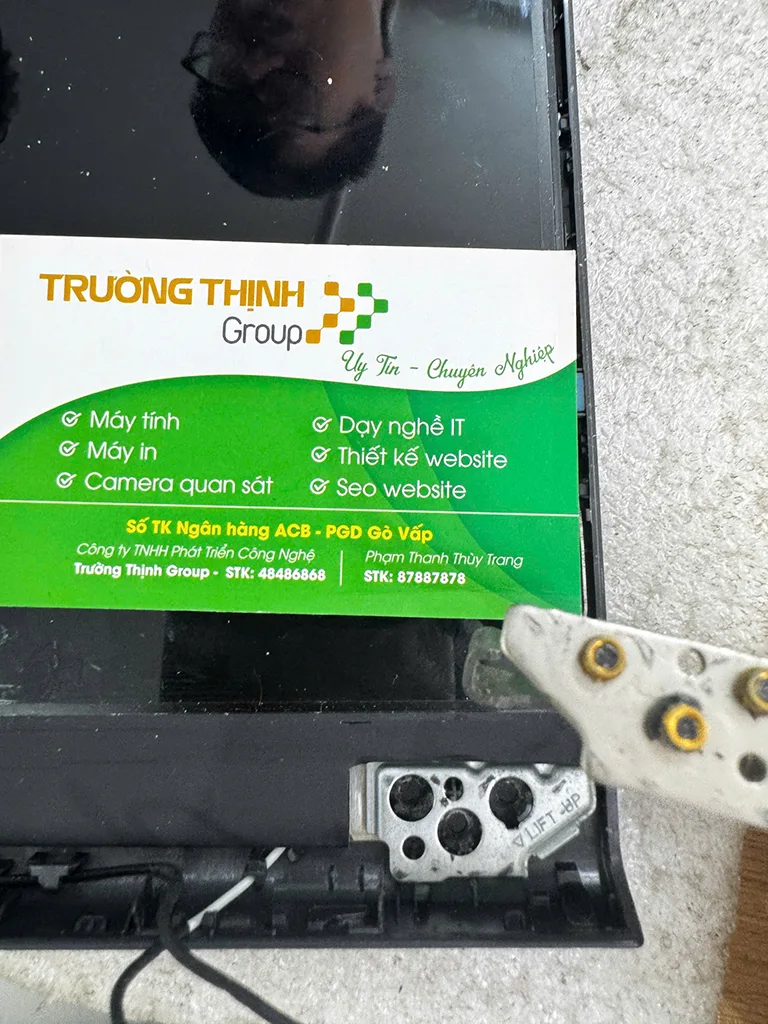 TRƯỜNG THỊNH
Group
Uy Tín - Chuyên Nghiệp
Máy tính
Máy in
Camera quan sát
Dạy nghề IT
Thiết kế website
Seo website
Số TK Ngân hàng ACB - PGD Gò Vấp
Công ty TNHH Phát Triển Công Nghệ
Trường Thịnh Group - STK: 48486868
Phạm Thanh Thùy Trang
STK: 87887878
LIFT-UP